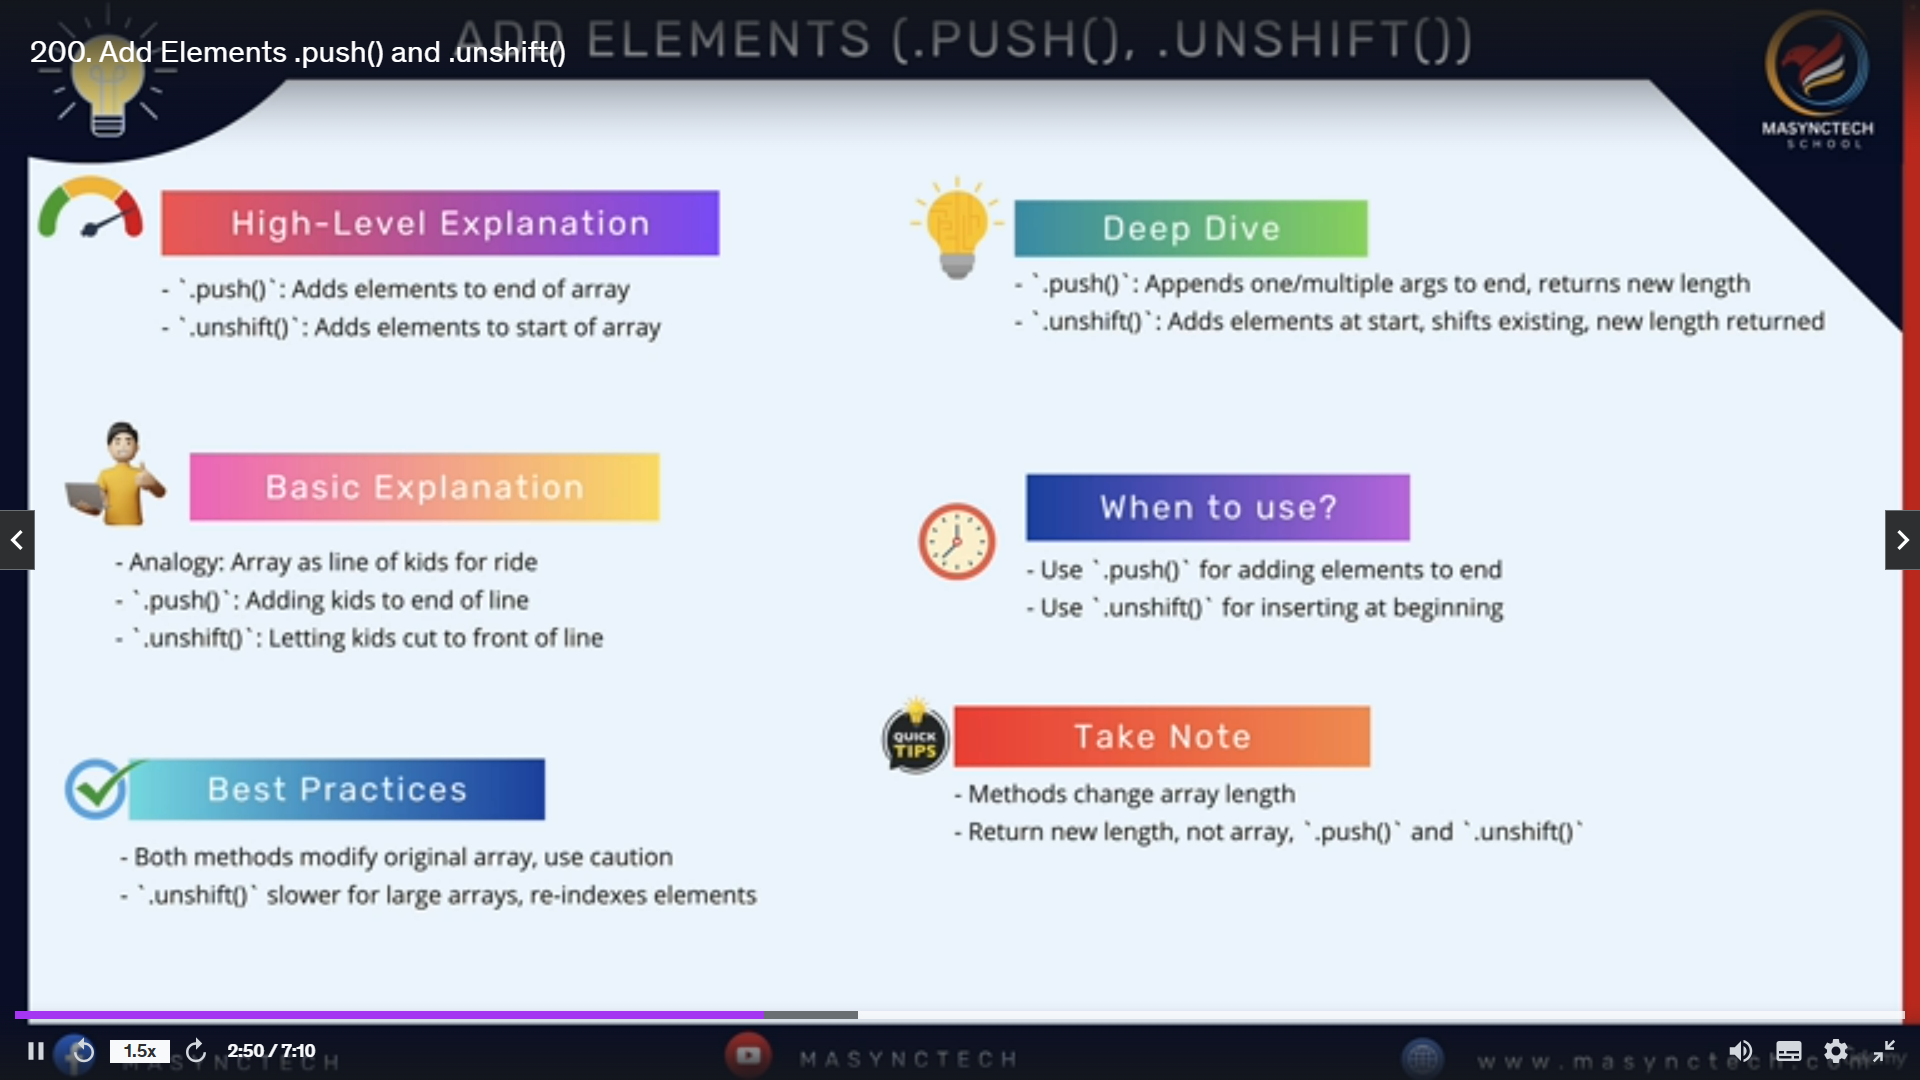 ADD ELEMENTS (.PUSH(), .UNSHIFT())
200. Add Elements .push() and .unshift()
MASYNCTECH
SCHOOL
High-Level Explanation
- `.push()`: Adds elements to end of array
- `.unshift()`: Adds elements to start of array
Deep Dive
- `.push()`: Appends one/multiple args to end, returns new length
- `.unshift()`: Adds elements at start, shifts existing, new length returned
Basic Explanation
- Analogy: Array as line of kids for ride
- `.push()`: Adding kids to end of line
- `.unshift()`: Letting kids cut to front of line
When to use?
- Use `.push()` for adding elements to end
- Use `.unshift()` for inserting at beginning
Best Practices
- Both methods modify original array, use caution
- `.unshift()` slower for large arrays, re-indexes elements
QUICK
TIPS
Take Note
- Methods change array length
- Return new length, not array, `.push()` and `.unshift()`
1.5x
2:50 / 7:10
MASYNCTECH
MASYNCTECH
www.masynctech.com